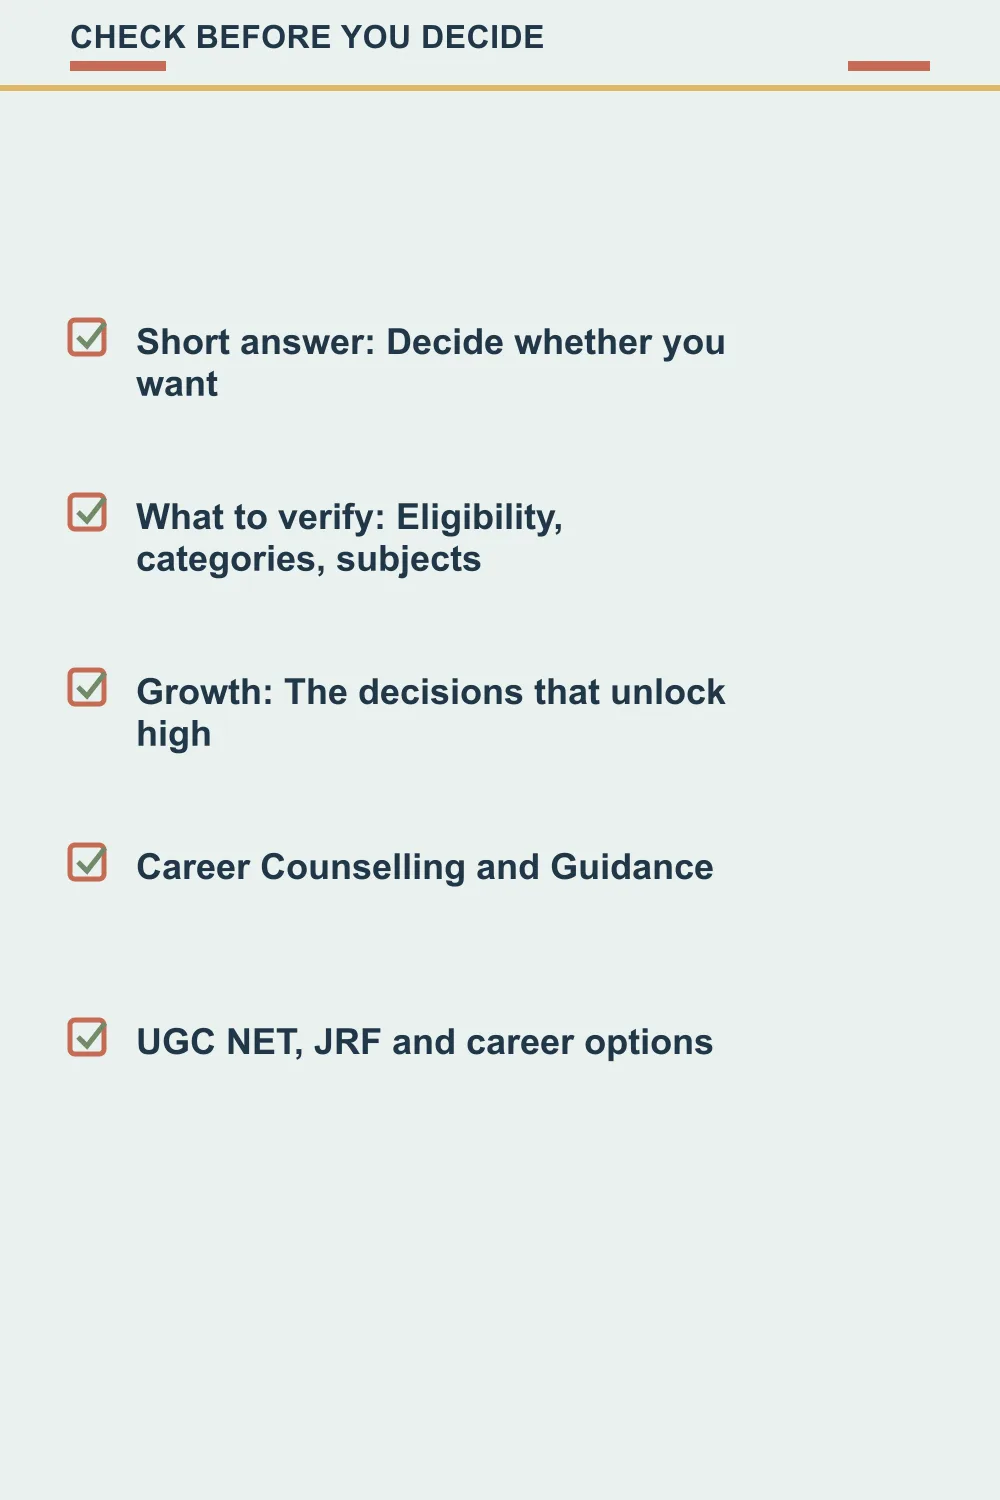 CHECK BEFORE YOU DECIDE
Short answer: Decide whether you
want
What to verify: Eligibility,
categories, subjects
Growth: The decisions that unlock
high
Career Counselling and Guidance
UGC NET, JRF and career options